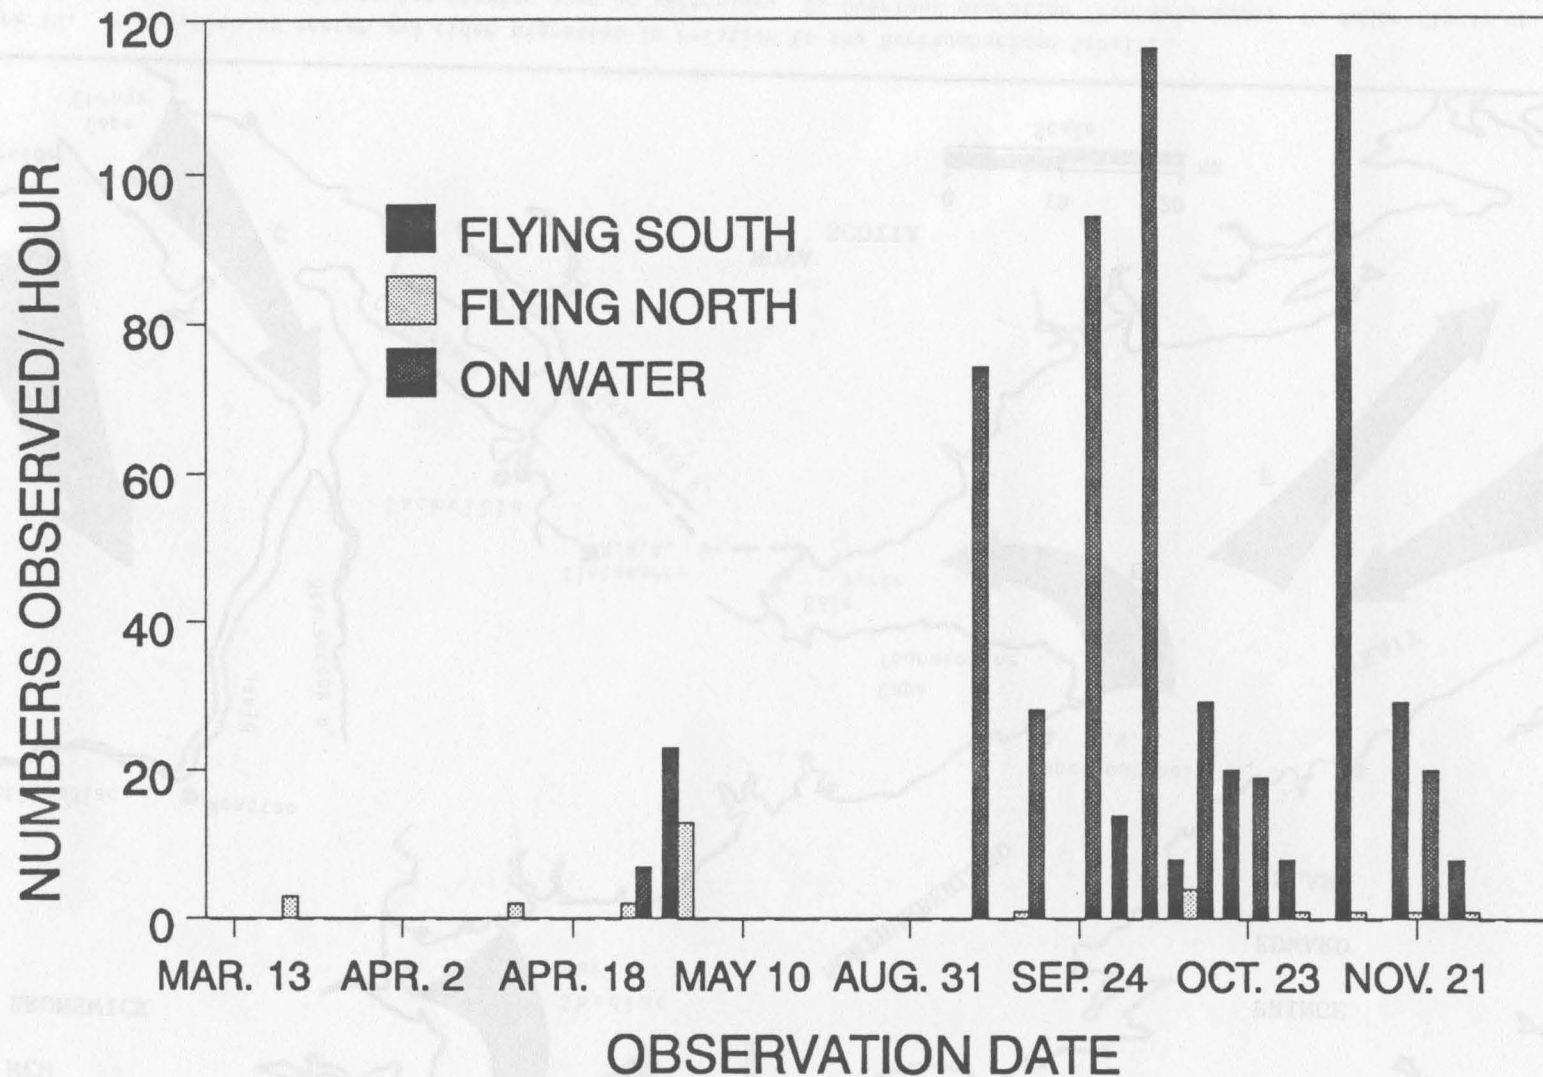 120
100
80
60
40
20
0
NUMBERS OBSERVED/ HOUR
FLYING SOUTH
FLYING NORTH
ON WATER
MAR. 13 APR. 2 APR. 18 MAY 10 AUG. 31 SEP. 24 OCT. 23 NOV. 21
OBSERVATION DATE